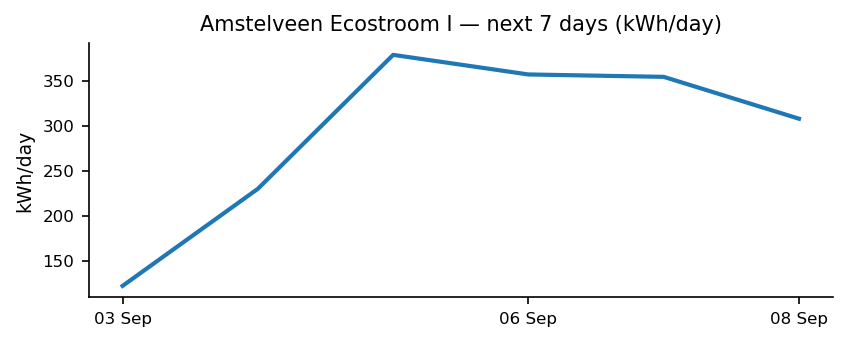 Amstelveen Ecostroom I — next 7 days (kWh/day)
kWh/day
350
300
250
200
150
03 Sep
06 Sep
08 Sep